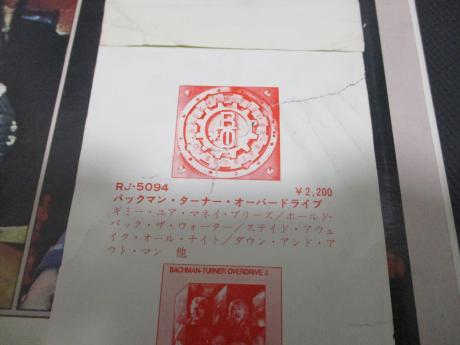 BTO
RJ-5094 ¥2,200
バックマン・ターナー・オーバードライブ
ギミー・ユア・マネイ・プリーズ/ホールド・
バック・ザ・ウォーター/ステイド・アウェ
イク・オール・ナイト/ダウン・アンド・ア
ウト・マン 他
BACHMAN-TURNER OVERDRIVE II